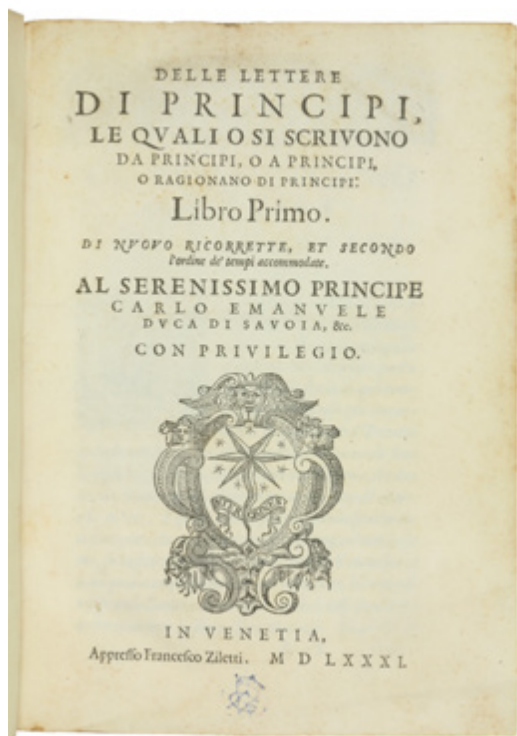 DELLE LETTERE
DI PRINCIPI,
LE QVALI O SI SCRIVONO
DA PRINCIPI, O A PRINCIPI,
O RAGIONANO DI PRINCIPI.
Libro Primo.
DI NVOVO RICORRETTE, ET SECONDO
l'ordine de' tempi accommodate.
AL SERENISSIMO PRINCIPE
CARLO EMANVELE
DVCA DI SAVOIA, &c.
CON PRIVILEGIO.
IN VENETIA,
Appresso Francesco Ziletti. M D LXXXI.